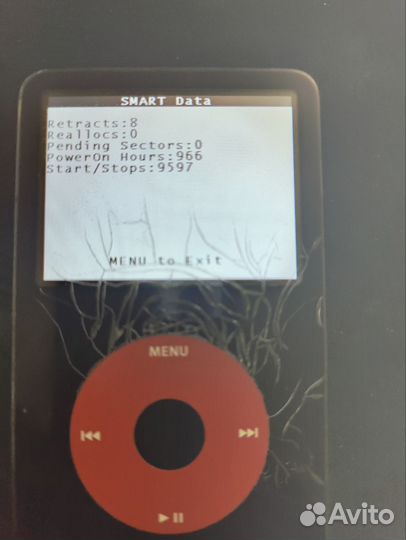 SMART Data
Retracts:8
Reallocs:0
Pending Sectors:0
PowerOn Hours:966
Start/Stops:9597
MENU to Exit
MENU
Avito